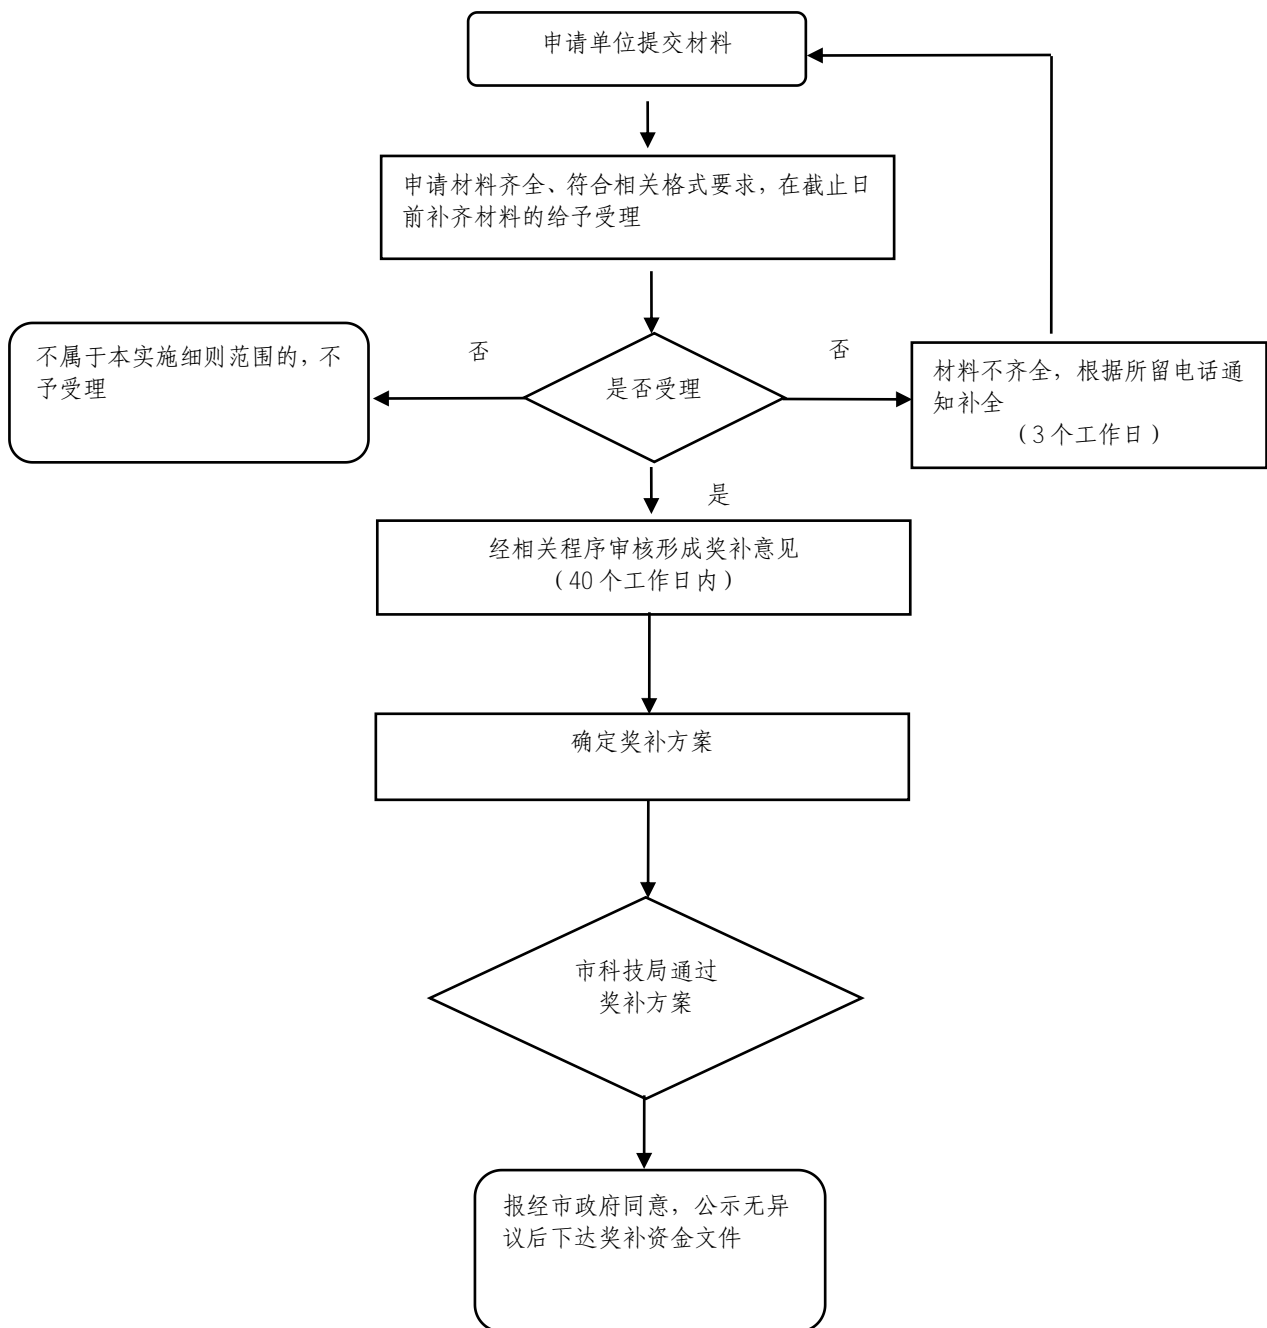 申请单位提交材料
申请材料齐全、符合相关格式要求，在截止日
前补齐材料的给予受理
不属于本实施细则范围的，不
予受理
否
是否受理
否
材料不齐全，根据所留电话通
知补全
（3个工作日）
是
经相关程序审核形成奖补意见
（40个工作日内）
确定奖补方案
市科技局通过
奖补方案
报经市政府同意，公示无异
议后下达奖补资金文件